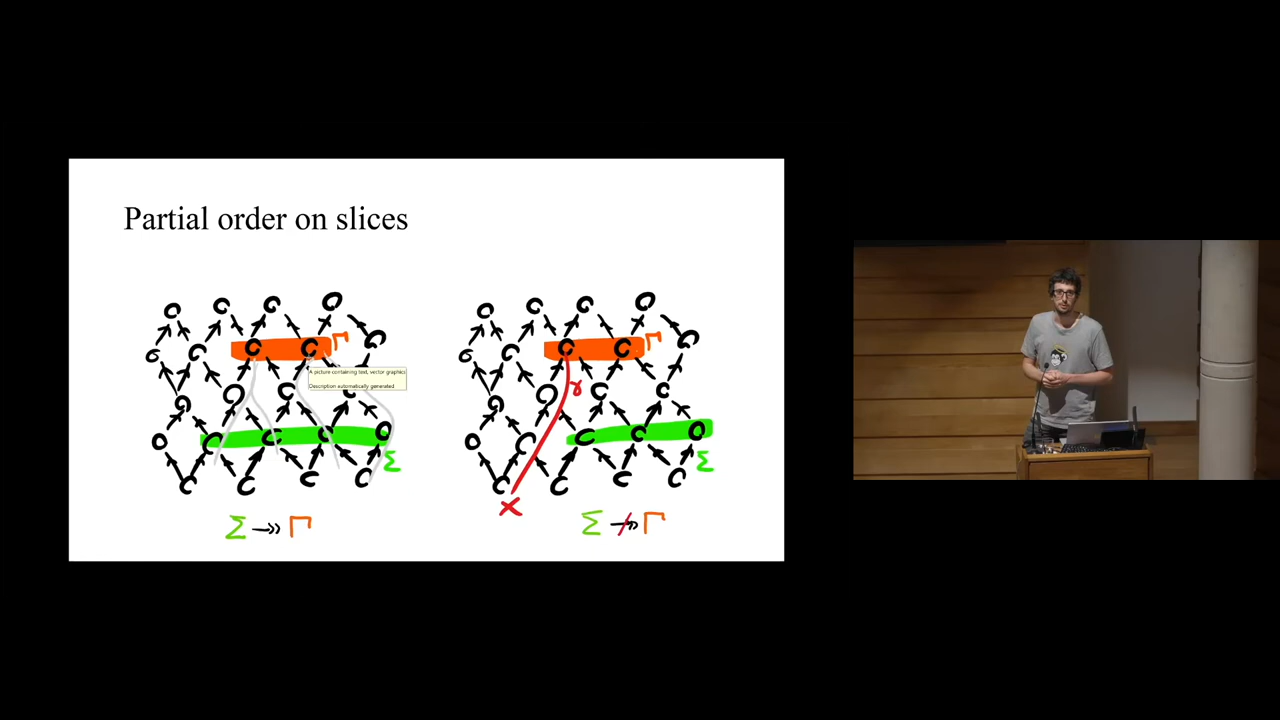 Partial order on slices
Γ
Γ
A picture containing text, vector graphics
Description automatically generated
γ
Σ
Σ
Σ ↠ Γ
Σ ↠̸ Γ